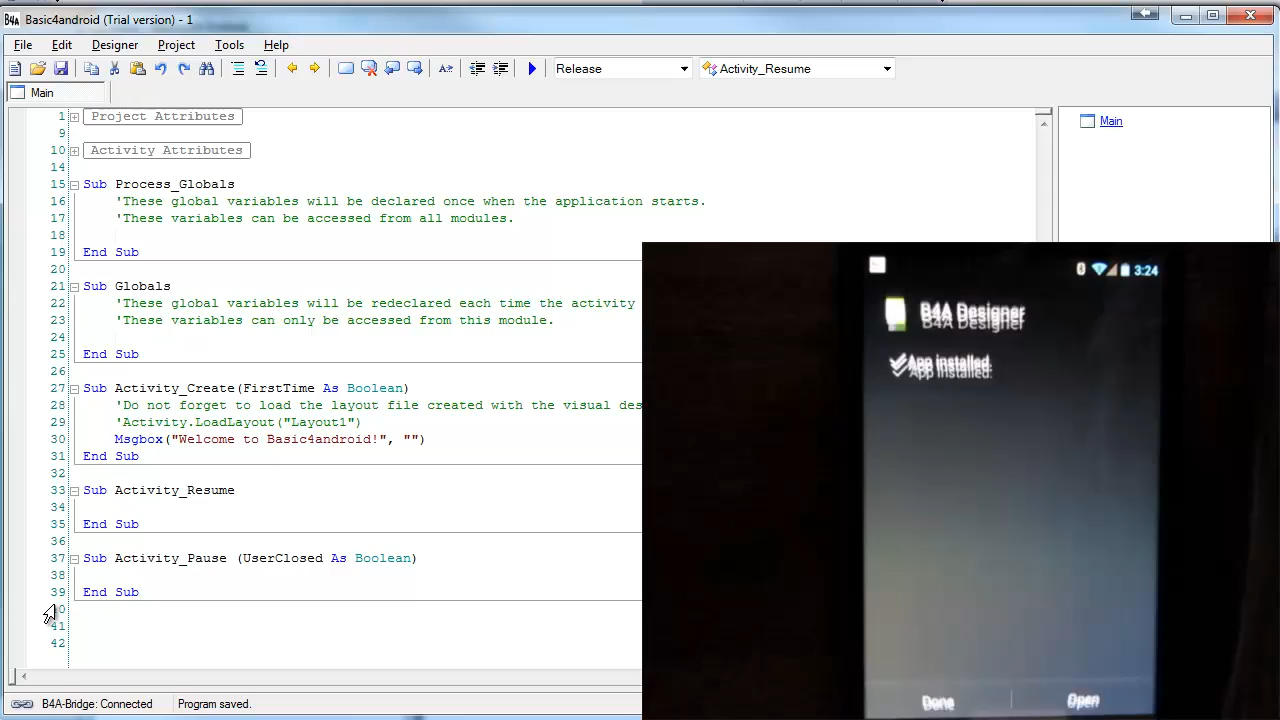 Basic4android (Trial version) - 1
File Edit Designer Project Tools Help
Release Activity_Resume
Main
1 Project Attributes
9
10 Activity Attributes
14
15 Sub Process_Globals
16 'These global variables will be declared once when the application starts.
17 'These variables can be accessed from all modules.
18
19 End Sub
20
21 Sub Globals
22 'These global variables will be redeclared each time the activity
23 'These variables can only be accessed from this module.
24
25 End Sub
26
27 Sub Activity_Create(FirstTime As Boolean)
28 'Do not forget to load the layout file created with the visual des
29 'Activity.LoadLayout("Layout1")
30 Msgbox("Welcome to Basic4android!", "")
31 End Sub
32
33 Sub Activity_Resume
34
35 End Sub
36
37 Sub Activity_Pause (UserClosed As Boolean)
38
39 End Sub
41
42
B4A-Bridge: Connected Program saved.
Main
3:24
B4A Designer
App installed.
Done Open